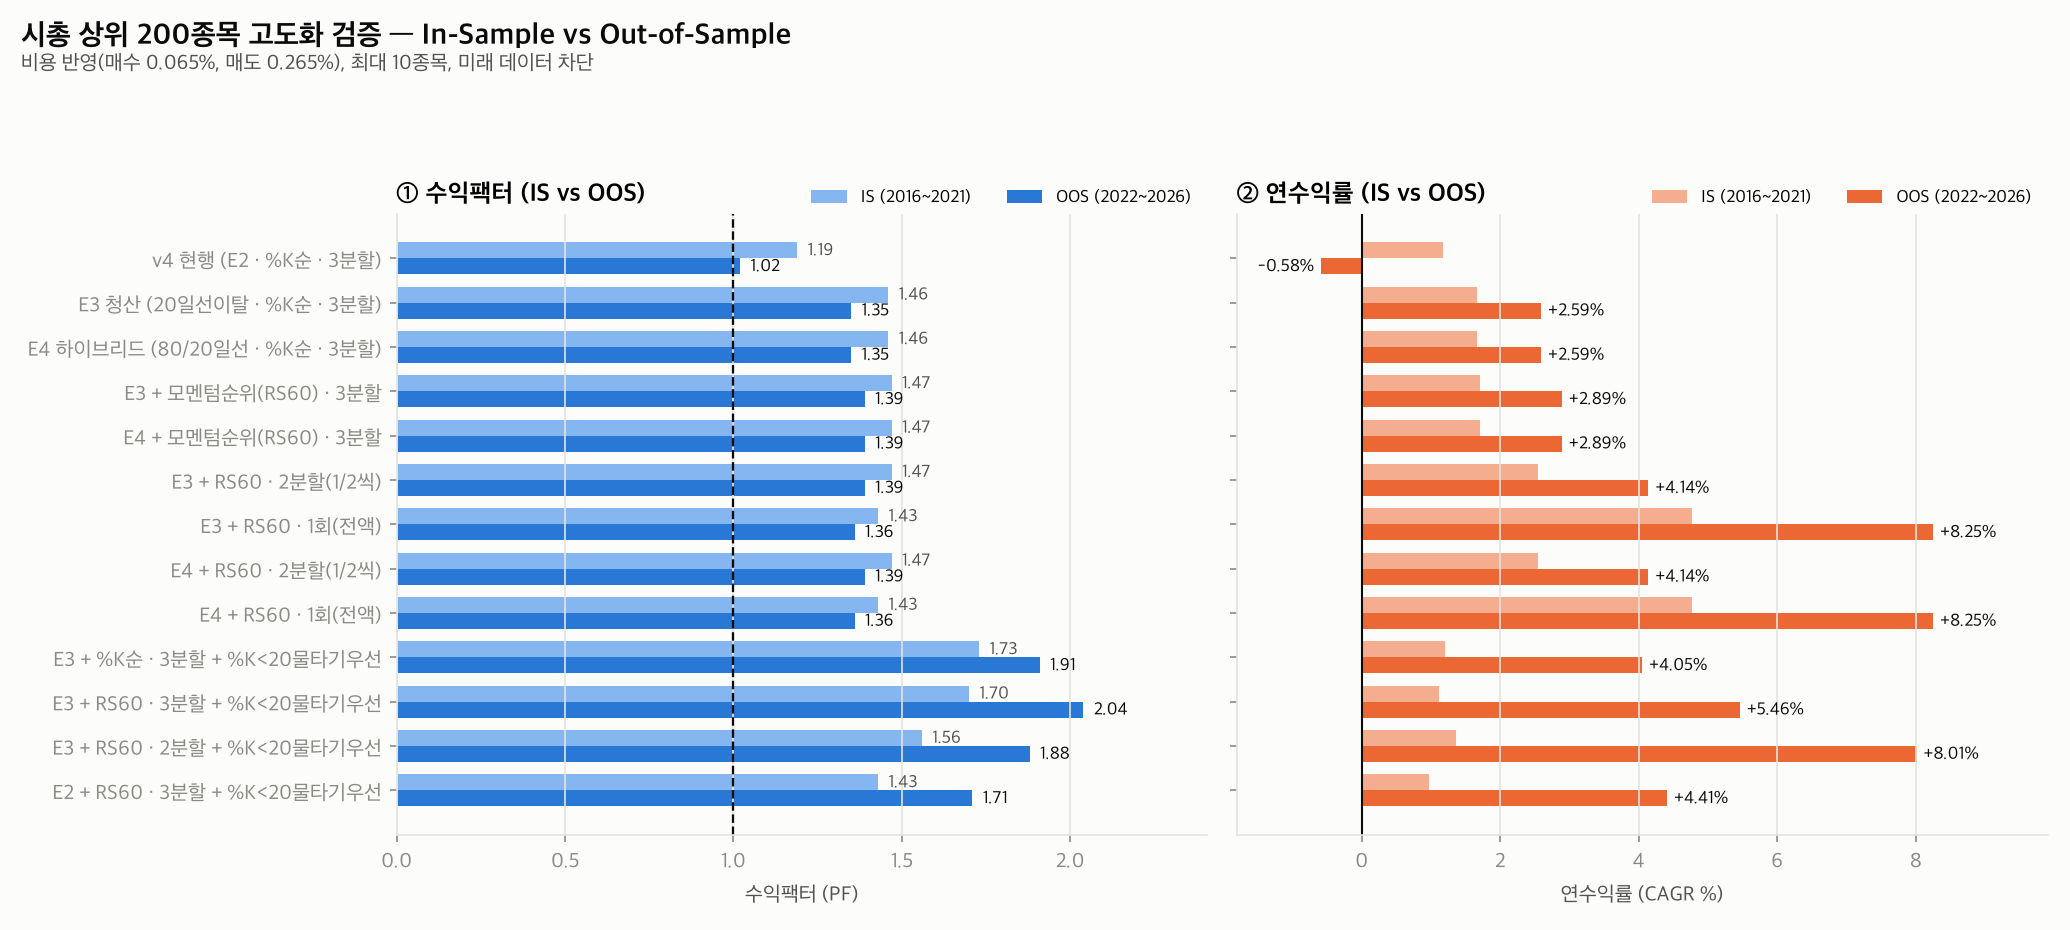 시총 상위 200종목 고도화 검증 — In-Sample vs Out-of-Sample
비용 반영(매수 0.065%, 매도 0.265%), 최대 10종목, 미래 데이터 차단
① 수익팩터 (IS vs OOS)
IS (2016~2021)
OOS (2022~2026)
v4 현행 (E2 · %K순 · 3분할)
1.19
1.02
E3 청산 (20일선이탈 · %K순 · 3분할)
1.46
1.35
E4 하이브리드 (80/20일선 · %K순 · 3분할)
1.46
1.35
E3 + 모멘텀순위(RS60) · 3분할
1.47
1.39
E4 + 모멘텀순위(RS60) · 3분할
1.47
1.39
E3 + RS60 · 2분할(1/2씩)
1.47
1.39
E3 + RS60 · 1회(전액)
1.43
1.36
E4 + RS60 · 2분할(1/2씩)
1.47
1.39
E4 + RS60 · 1회(전액)
1.43
1.36
E3 + %K순 · 3분할 + %K<20물타기우선
1.73
1.91
E3 + RS60 · 3분할 + %K<20물타기우선
1.70
2.04
E3 + RS60 · 2분할 + %K<20물타기우선
1.56
1.88
E2 + RS60 · 3분할 + %K<20물타기우선
1.43
1.71
0.0 0.5 1.0 1.5 2.0
수익팩터 (PF)
② 연수익률 (IS vs OOS)
IS (2016~2021)
OOS (2022~2026)
-0.58%
+2.59%
+2.59%
+2.89%
+2.89%
+4.14%
+8.25%
+4.14%
+8.25%
+4.05%
+5.46%
+8.01%
+4.41%
0 2 4 6 8
연수익률 (CAGR %)